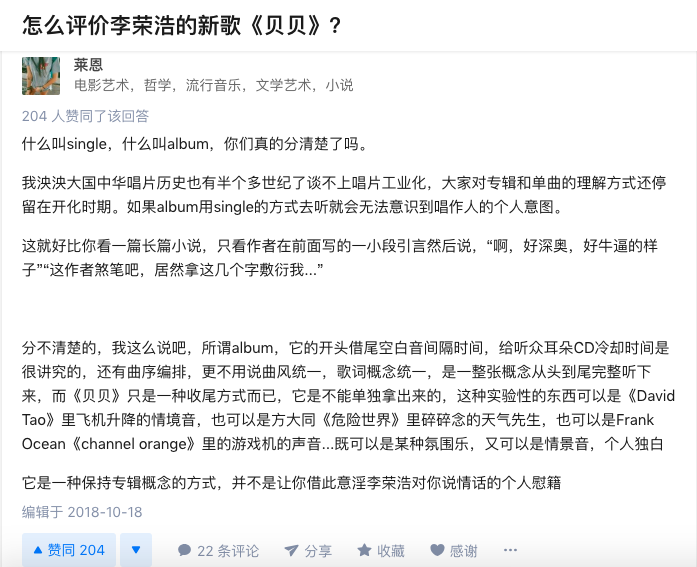 怎么评价李荣浩的新歌《贝贝》?
莱恩
电影艺术，哲学，流行音乐，文学艺术，小说
204 人赞同了该回答
什么叫single，什么叫album，你们真的分清楚了吗。
我泱泱大国中华唱片历史也有半个多世纪了谈不上唱片工业化，大家对专辑和单曲的理解方式还停
留在开化时期。如果album用single的方式去听就会无法意识到唱作人的个人意图。
这就好比你看一篇长篇小说，只看作者在前面写的一小段引言然后说，“啊，好深奥，好牛逼的样
子”“这作者煞笔吧，居然拿这几个字敷衍我...”
分不清楚的，我这么说吧，所谓album，它的开头借尾空白音间隔时间，给听众耳朵CD冷却时间是
很讲究的，还有曲序编排，更不用说曲风统一，歌词概念统一，是一整张概念从头到尾完整听下
来，而《贝贝》只是一种收尾方式而已，它是不能单独拿出来的，这种实验性的东西可以是《David
Tao》里飞机升降的情境音，也可以是方大同《危险世界》里碎碎念的天气先生，也可以是Frank
Ocean《channel orange》里的游戏机的声音...既可以是某种氛围乐，又可以是情景音，个人独白
它是一种保持专辑概念的方式，并不是让你借此意淫李荣浩对你说情话的个人慰籍
编辑于 2018-10-18
赞同 204 22 条评论 分享 收藏 感谢 ···